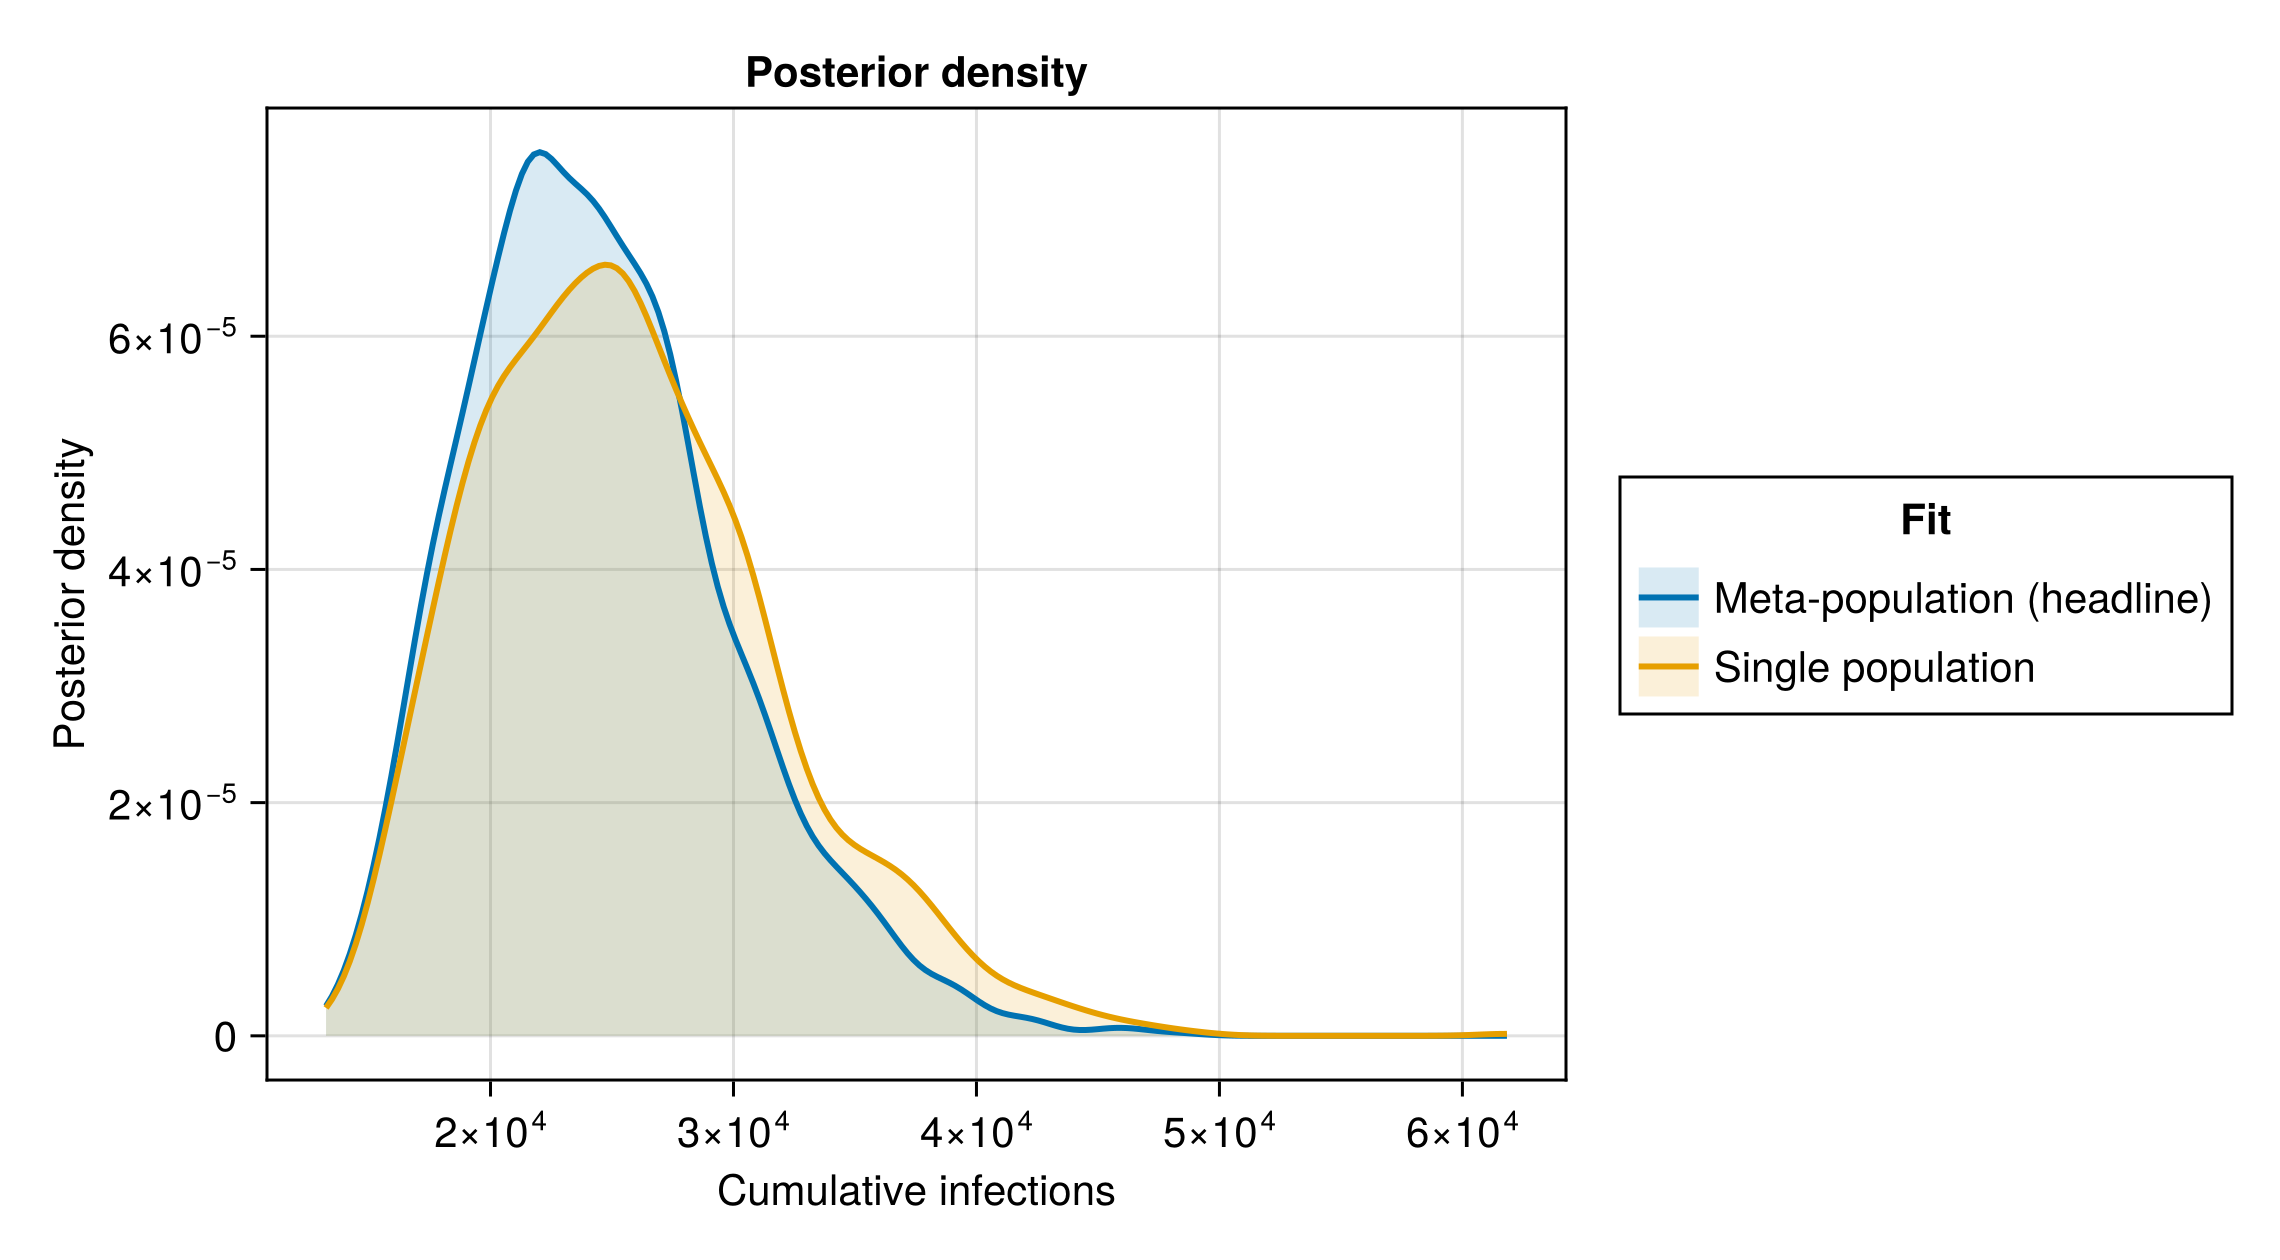 Posterior density
Posterior density
6×10⁻⁵
4×10⁻⁵
2×10⁻⁵
0
2×10⁴ 3×10⁴ 4×10⁴ 5×10⁴ 6×10⁴
Cumulative infections
Fit
Meta-population (headline)
Single population